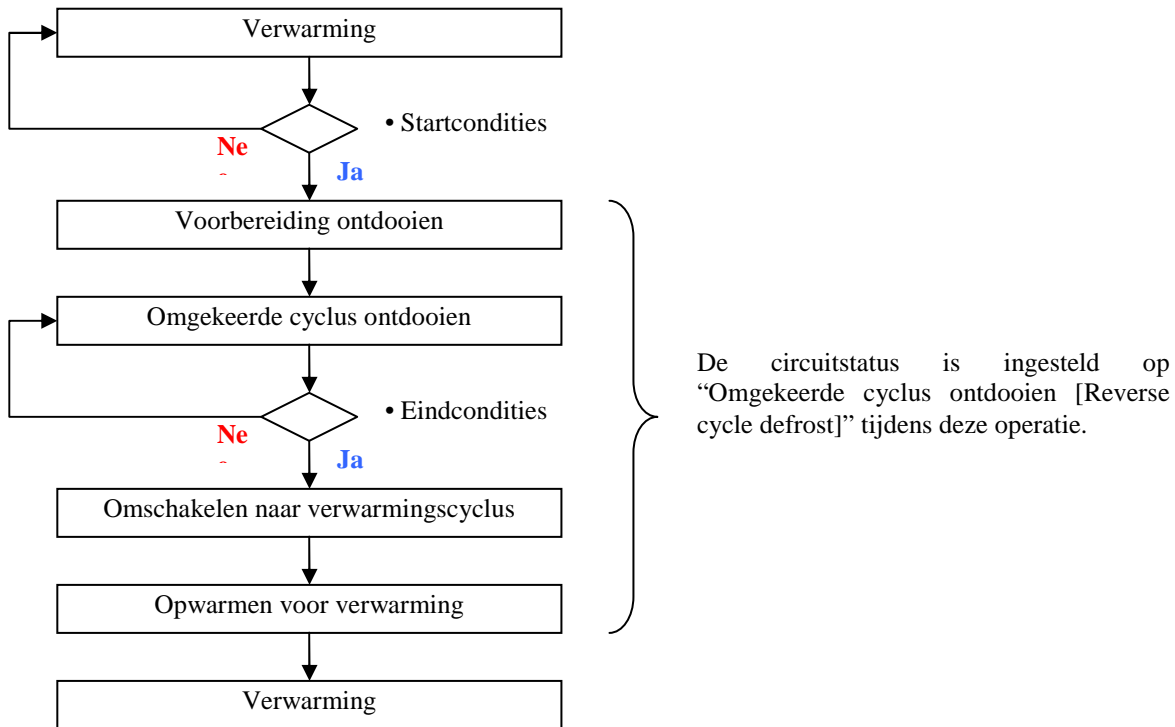 Verwarming
• Startcondities
Ne
Ja
Voorbereiding ontdooien
Omgekeerde cyclus ontdooien
• Eindcondities
Ne
Ja
Omschakelen naar verwarmingscyclus
Opwarmen voor verwarming
Verwarming
De circuitstatus is ingesteld op
“Omgekeerde cyclus ontdooien [Reverse
cycle defrost]” tijdens deze operatie.